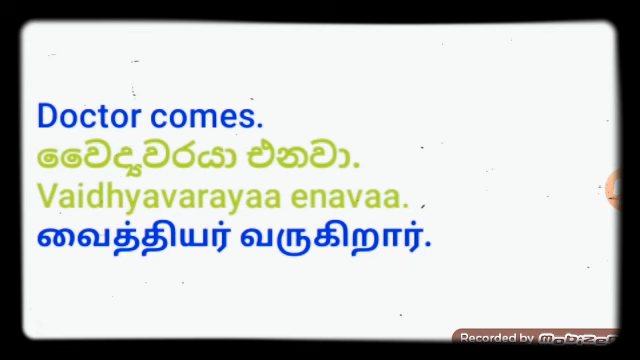 Doctor comes.
වෛද්‍යවරයා එනවා.
Vaidhyavarayaa enavaa.
வைத்தியர் வருகிறார்.
Recorded by